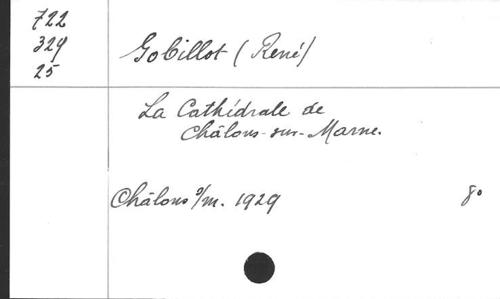 722
329
25
Gobillot (René)
La Cathédrale de
Châlons-sur-Marne.
Châlons s/m. 1929 8°